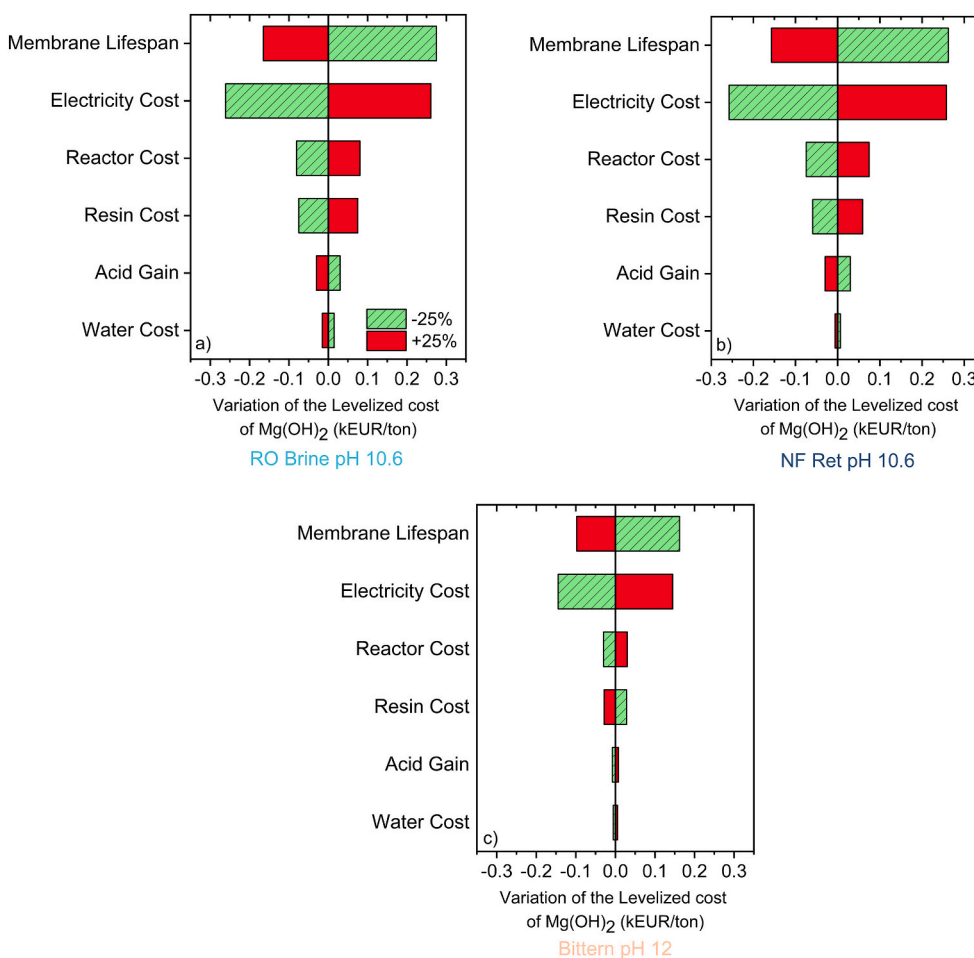 Membrane Lifespan
Electricity Cost
Reactor Cost
Resin Cost
Acid Gain
Water Cost
a)
-25%
+25%
-0.3 -0.2 -0.1 0.0 0.1 0.2 0.3
Variation of the Levelized cost
of Mg(OH)2 (kEUR/ton)
RO Brine pH 10.6
Membrane Lifespan
Electricity Cost
Reactor Cost
Resin Cost
Acid Gain
Water Cost
b)
-0.3 -0.2 -0.1 0.0 0.1 0.2 0.3
Variation of the Levelized cost
of Mg(OH)2 (kEUR/ton)
NF Ret pH 10.6
Membrane Lifespan
Electricity Cost
Reactor Cost
Resin Cost
Acid Gain
Water Cost
c)
-0.3 -0.2 -0.1 0.0 0.1 0.2 0.3
Variation of the Levelized cost
of Mg(OH)2 (kEUR/ton)
Bittern pH 12